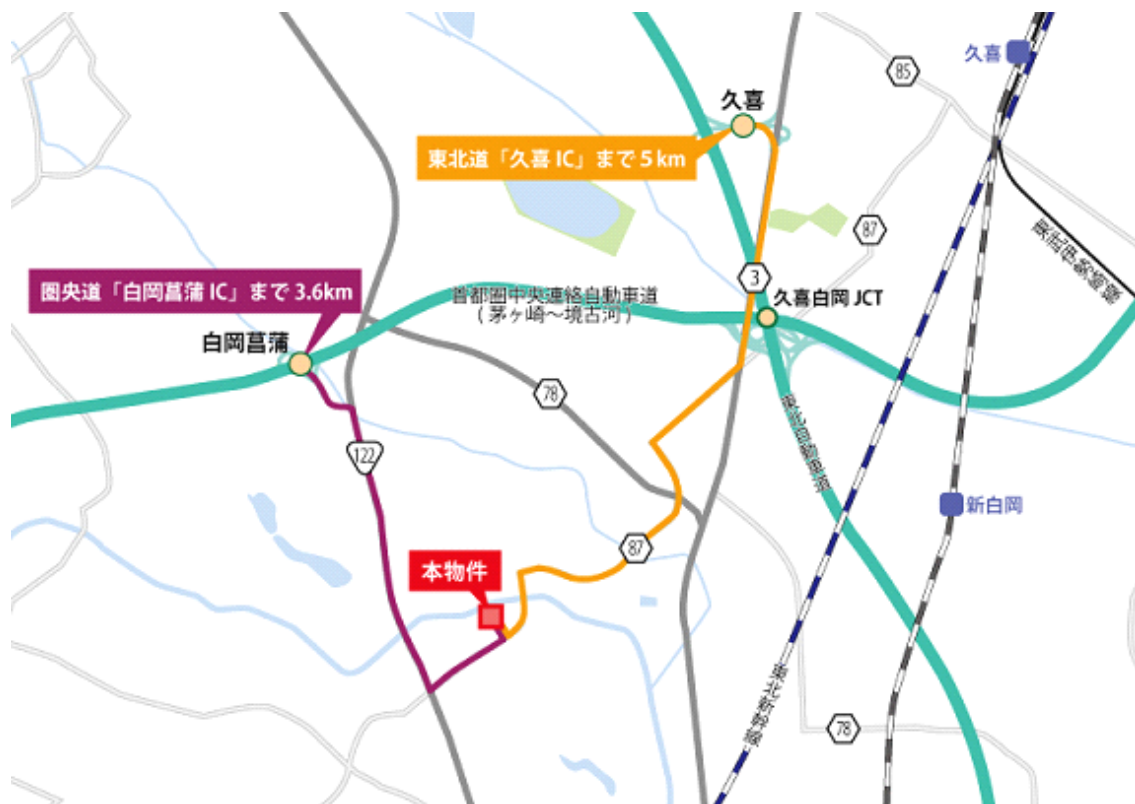 久喜
85
久喜
東北道「久喜 IC」まで 5 km
87
3
圏央道「白岡菖蒲 IC」まで 3.6km
首都圏中央連絡自動車道
( 茅ヶ崎~境古河 )
久喜白岡 JCT
白岡菖蒲
78
122
新白岡
87
本物件
東北新幹線
78